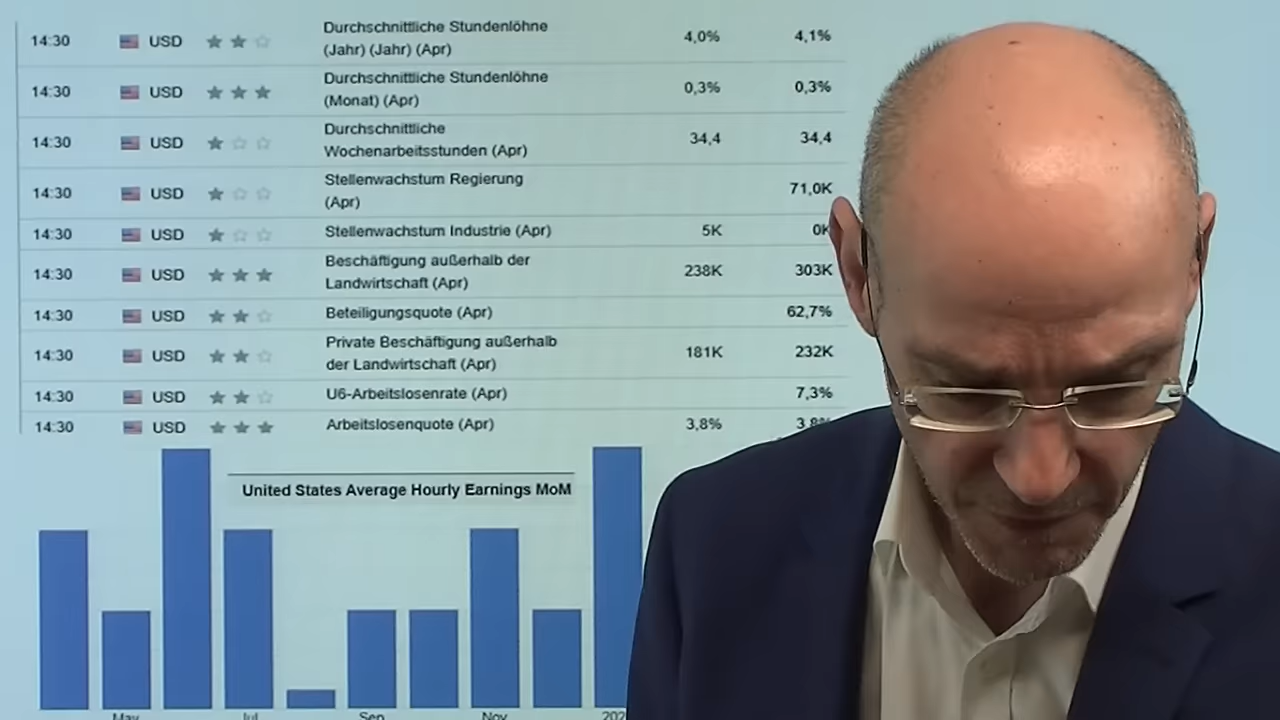 14:30 USD Durchschnittliche Stundenlöhne
(Jahr) (Jahr) (Apr) 4,0% 4,1%
14:30 USD Durchschnittliche Stundenlöhne
(Monat) (Apr) 0,3% 0,3%
14:30 USD Durchschnittliche
Wochenarbeitsstunden (Apr) 34,4 34,4
14:30 USD Stellenwachstum Regierung
(Apr) 71,0K
14:30 USD Stellenwachstum Industrie (Apr) 5K 0K
14:30 USD Beschäftigung außerhalb der
Landwirtschaft (Apr) 238K 303K
14:30 USD Beteiligungsquote (Apr) 62,7%
14:30 USD Private Beschäftigung außerhalb
der Landwirtschaft (Apr) 181K 232K
14:30 USD U6-Arbeitslosenrate (Apr) 7,3%
14:30 USD Arbeitslosenquote (Apr) 3,8% 3,8%
United States Average Hourly Earnings MoM
May Jul Sep Nov